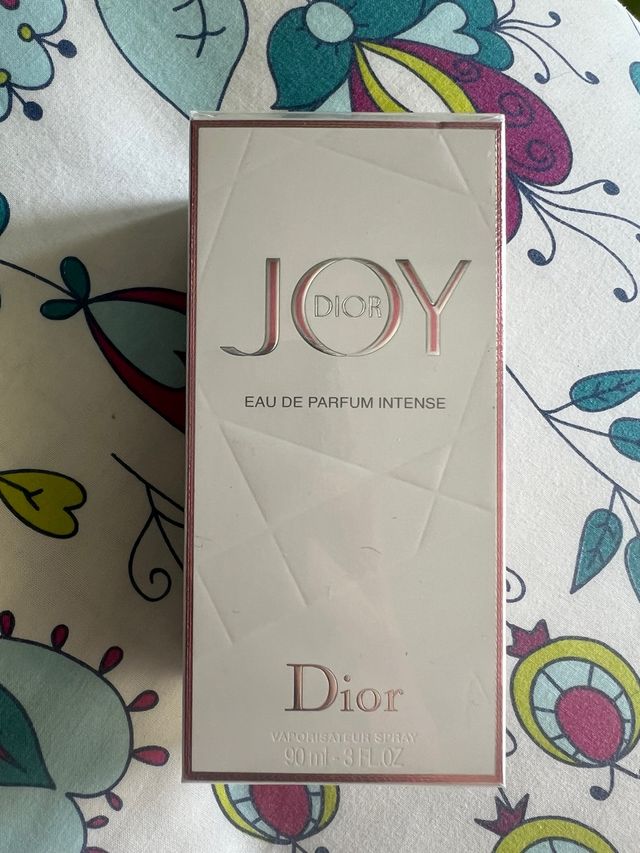 JOY
DIOR
EAU DE PARFUM INTENSE
Dior
VAPORISATEUR SPRAY
90 ml - 3 FL.OZ.